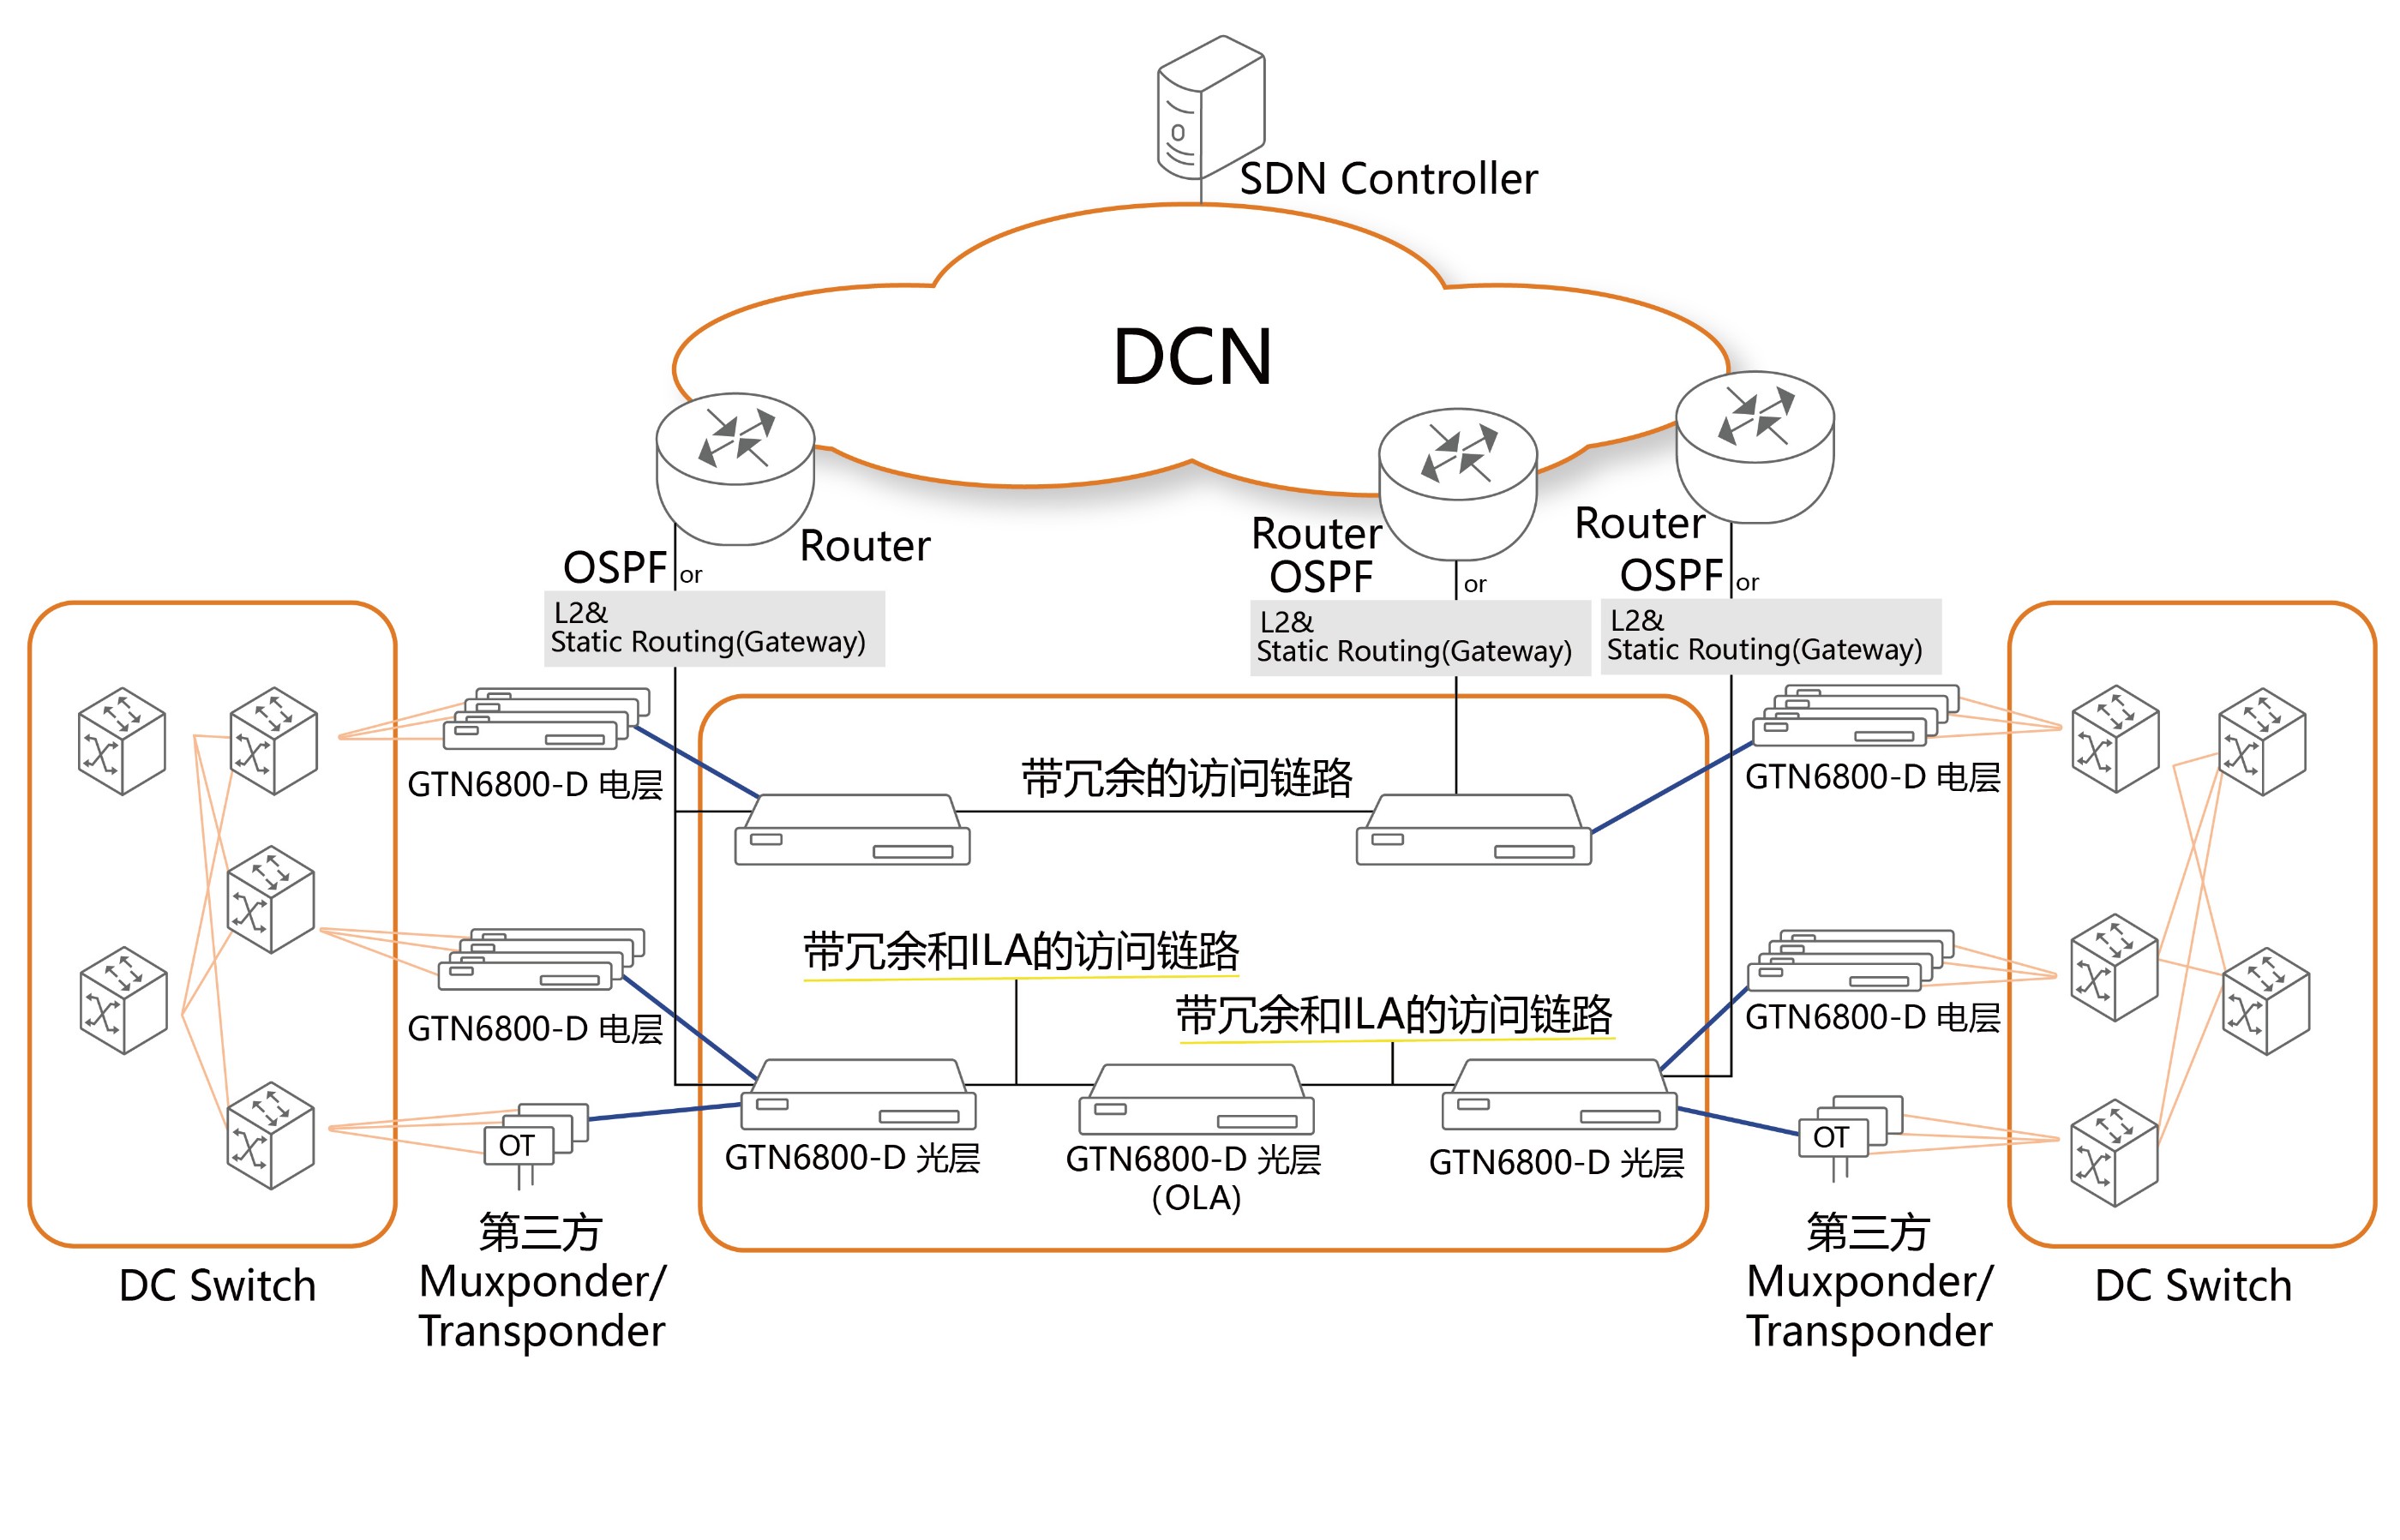 SDN Controller
DCN
Router
OSPF or
L2&
Static Routing(Gateway)
Router
OSPF or
L2&
Static Routing(Gateway)
Router
OSPF or
L2&
Static Routing(Gateway)
GTN6800-D 电层
带冗余的访问链路
GTN6800-D 电层
GTN6800-D 电层
带冗余和ILA的访问链路
带冗余和ILA的访问链路
GTN6800-D 电层
OT
GTN6800-D 光层
GTN6800-D 光层
(OLA)
GTN6800-D 光层
OT
DC Switch
第三方
Muxponder/
Transponder
第三方
Muxponder/
Transponder
DC Switch